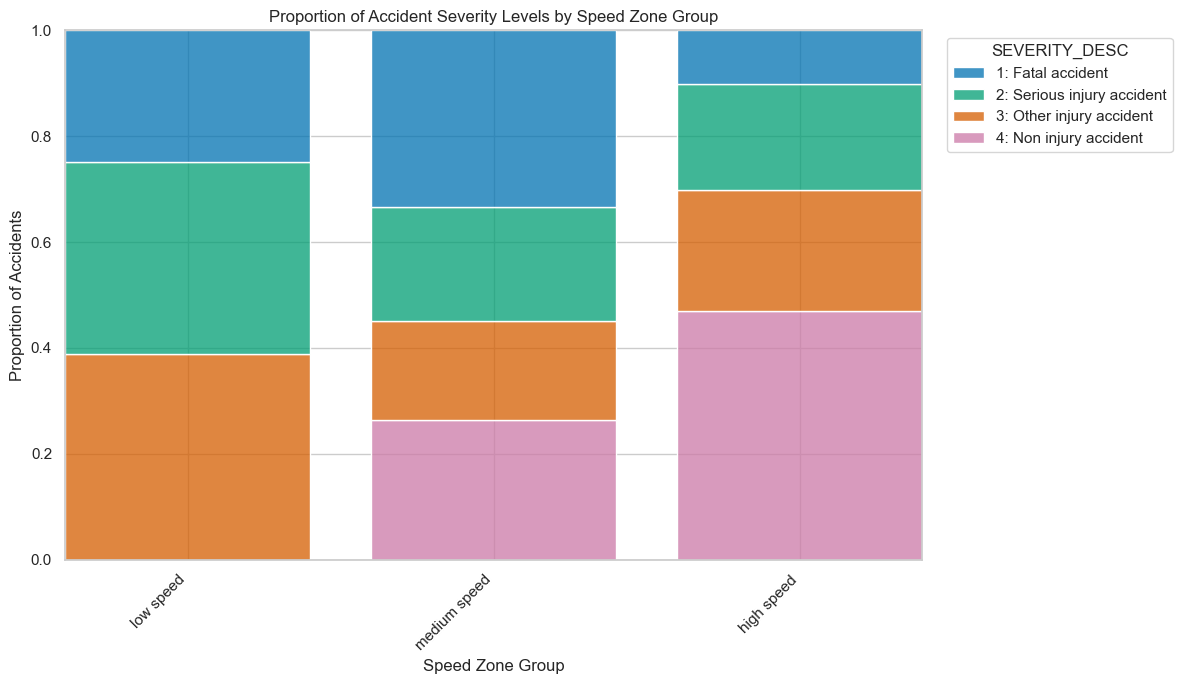 Proportion of Accident Severity Levels by Speed Zone Group
SEVERITY_DESC
1: Fatal accident
2: Serious injury accident
3: Other injury accident
4: Non injury accident
Proportion of Accidents
1.0
0.8
0.6
0.4
0.2
0.0
low speed
medium speed
high speed
Speed Zone Group